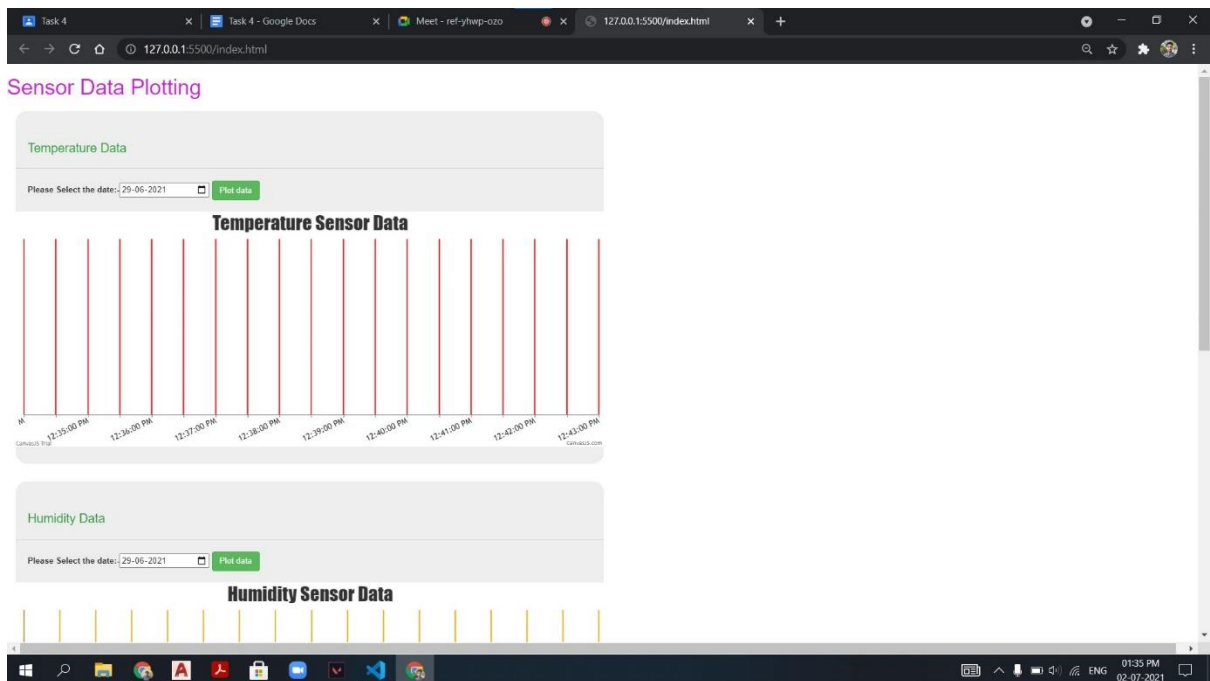 Task 4
Task 4 - Google Docs
Meet - ref-yhwp-ozo
127.0.0.1:5500/index.html
127.0.0.1:5500/index.html
Sensor Data Plotting
Temperature Data
Please Select the date:- 29-06-2021 Plot data
Temperature Sensor Data
M 12:35:00 PM 12:36:00 PM 12:37:00 PM 12:38:00 PM 12:39:00 PM 12:40:00 PM 12:41:00 PM 12:42:00 PM 12:43:00 PM
CanvasJS Trial CanvasJS.com
Humidity Data
Please Select the date:- 29-06-2021 Plot data
Humidity Sensor Data
ENG
01:35 PM
02-07-2021